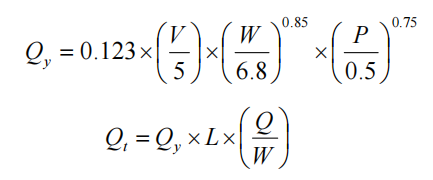 Q_y = 0.123 × (V/5) × (W/6.8)^0.85 × (P/0.5)^0.75
Q_t = Q_y × L × (Q/W)